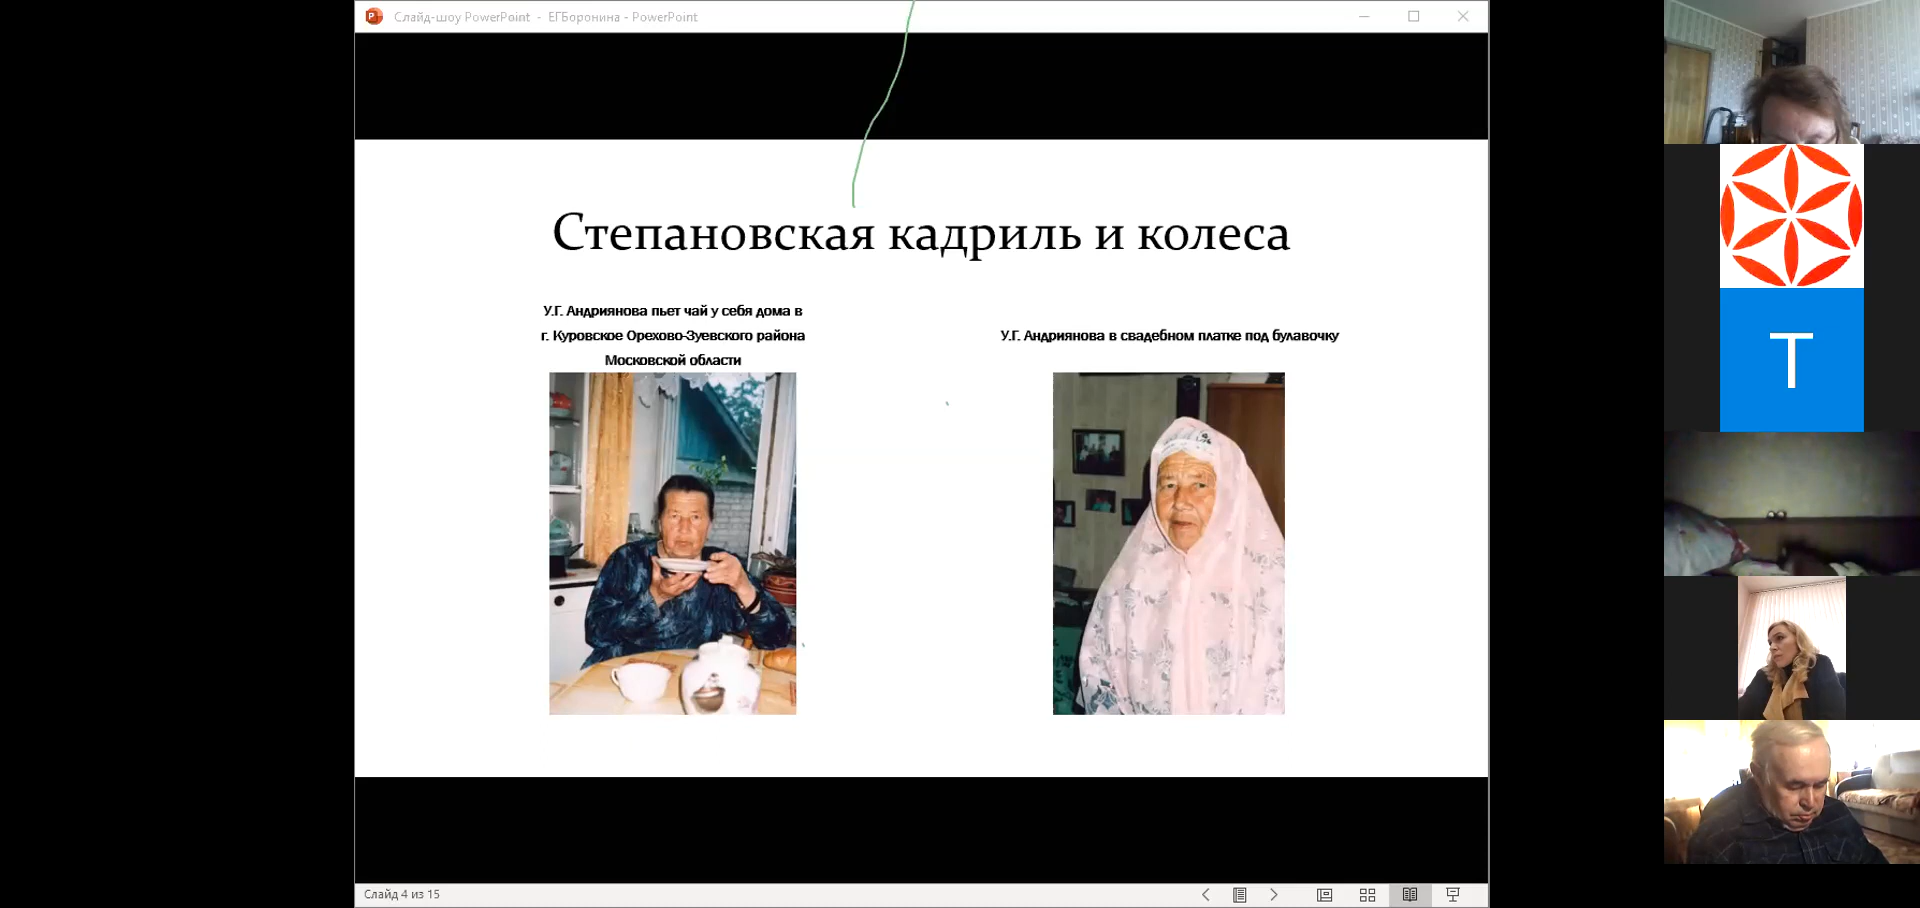 Слайд-шоу PowerPoint - ЕГБоронина - PowerPoint
Степановская кадриль и колеса
У.Г. Андриянова пьет чай у себя дома в
г. Куровское Орехово-Зуевского района
Московской области
У.Г. Андриянова в свадебном платке под булавочку
T
Слайд 4 из 15